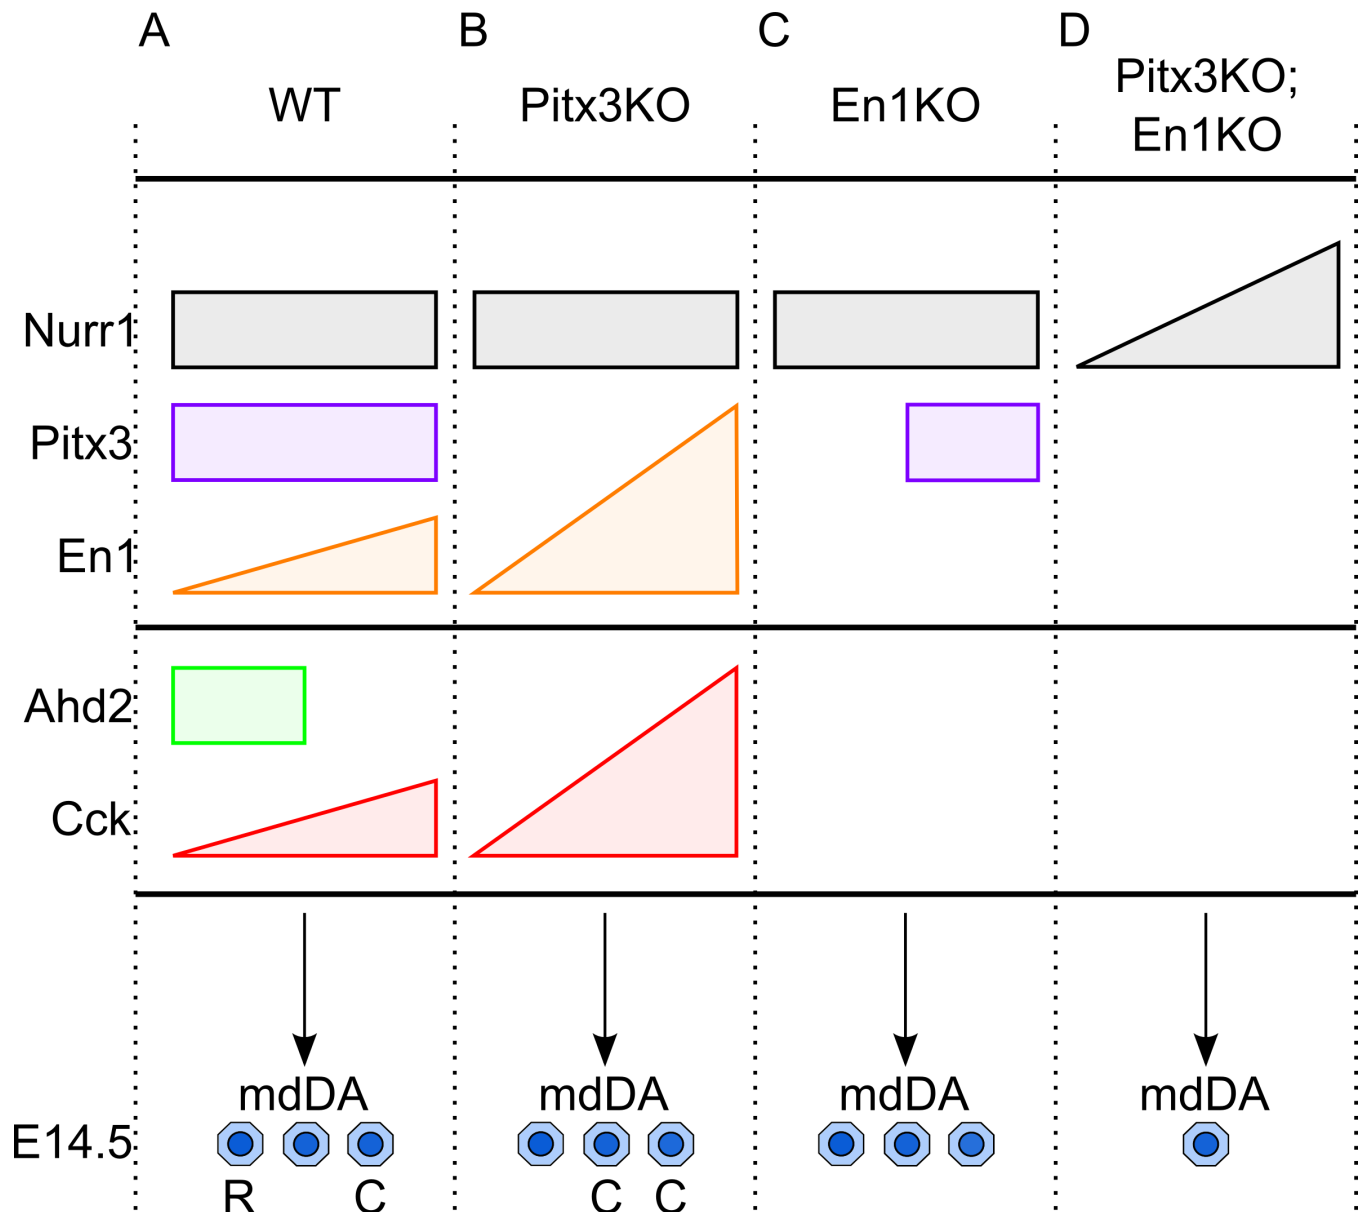 A B C D
WT Pitx3KO En1KO Pitx3KO;
En1KO
Nurr1
Pitx3
En1
Ahd2
Cck
mdDA mdDA mdDA mdDA
E14.5
R C C C